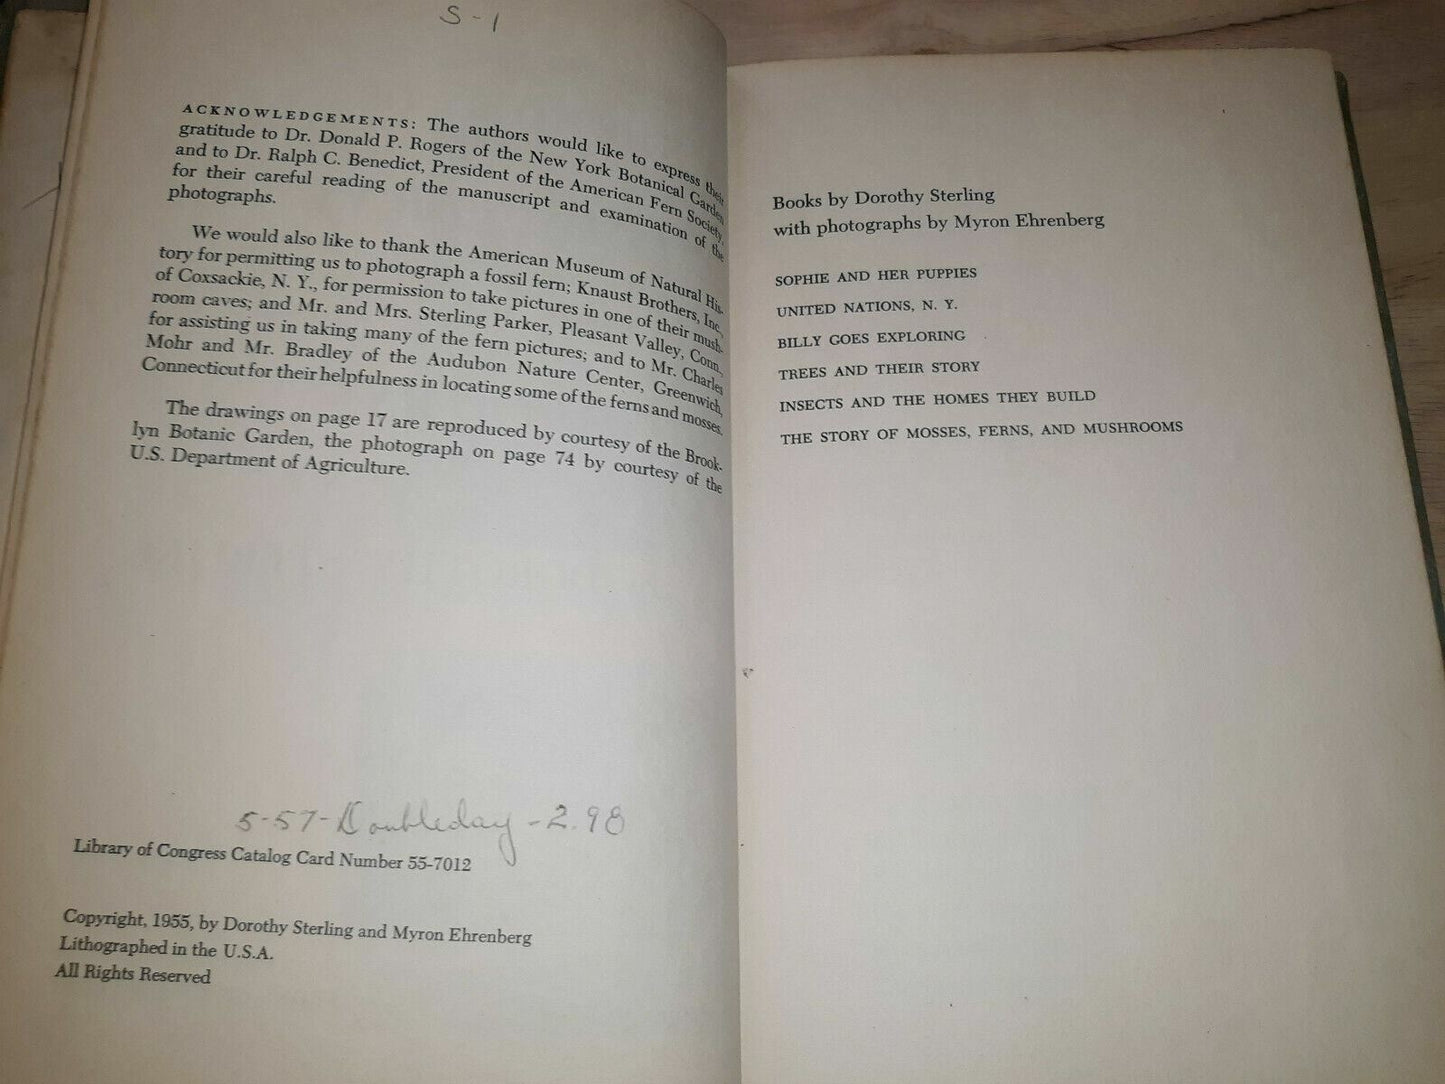 S-1
ACKNOWLEDGEMENTS: The authors would like to express their
gratitude to Dr. Donald P. Rogers of the New York Botanical Garden
and to Dr. Ralph C. Benedict, President of the American Fern Society,
for their careful reading of the manuscript and examination of the
photographs.
We would also like to thank the American Museum of Natural His-
tory for permitting us to photograph a fossil fern; Knaust Brothers, Inc.,
of Coxsackie, N. Y., for permission to take pictures in one of their mush-
room caves; and Mr. and Mrs. Sterling Parker, Pleasant Valley, Conn.,
for assisting us in taking many of the fern pictures; and to Mr. Charles
Mohr and Mr. Bradley of the Audubon Nature Center, Greenwich,
Connecticut for their helpfulness in locating some of the ferns and mosses.
The drawings on page 17 are reproduced by courtesy of the Brook-
lyn Botanic Garden, the photograph on page 74 by courtesy of the
U.S. Department of Agriculture.
5-57-Doubleday-2.98
Library of Congress Catalog Card Number 55-7012
Copyright, 1955, by Dorothy Sterling and Myron Ehrenberg
Lithographed in the U.S.A.
All Rights Reserved
Books by Dorothy Sterling
with photographs by Myron Ehrenberg
SOPHIE AND HER PUPPIES
UNITED NATIONS, N. Y.
BILLY GOES EXPLORING
TREES AND THEIR STORY
INSECTS AND THE HOMES THEY BUILD
THE STORY OF MOSSES, FERNS, AND MUSHROOMS